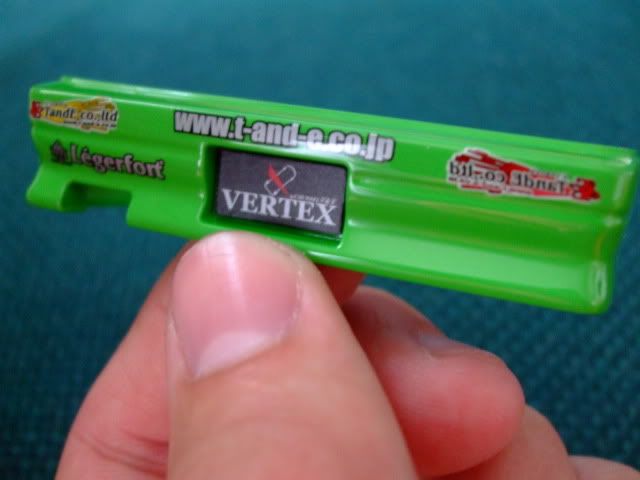 TandE co.-ltd
www.t-and-e.co.jp
Légerfort
VERTEX
TandE co.-ltd